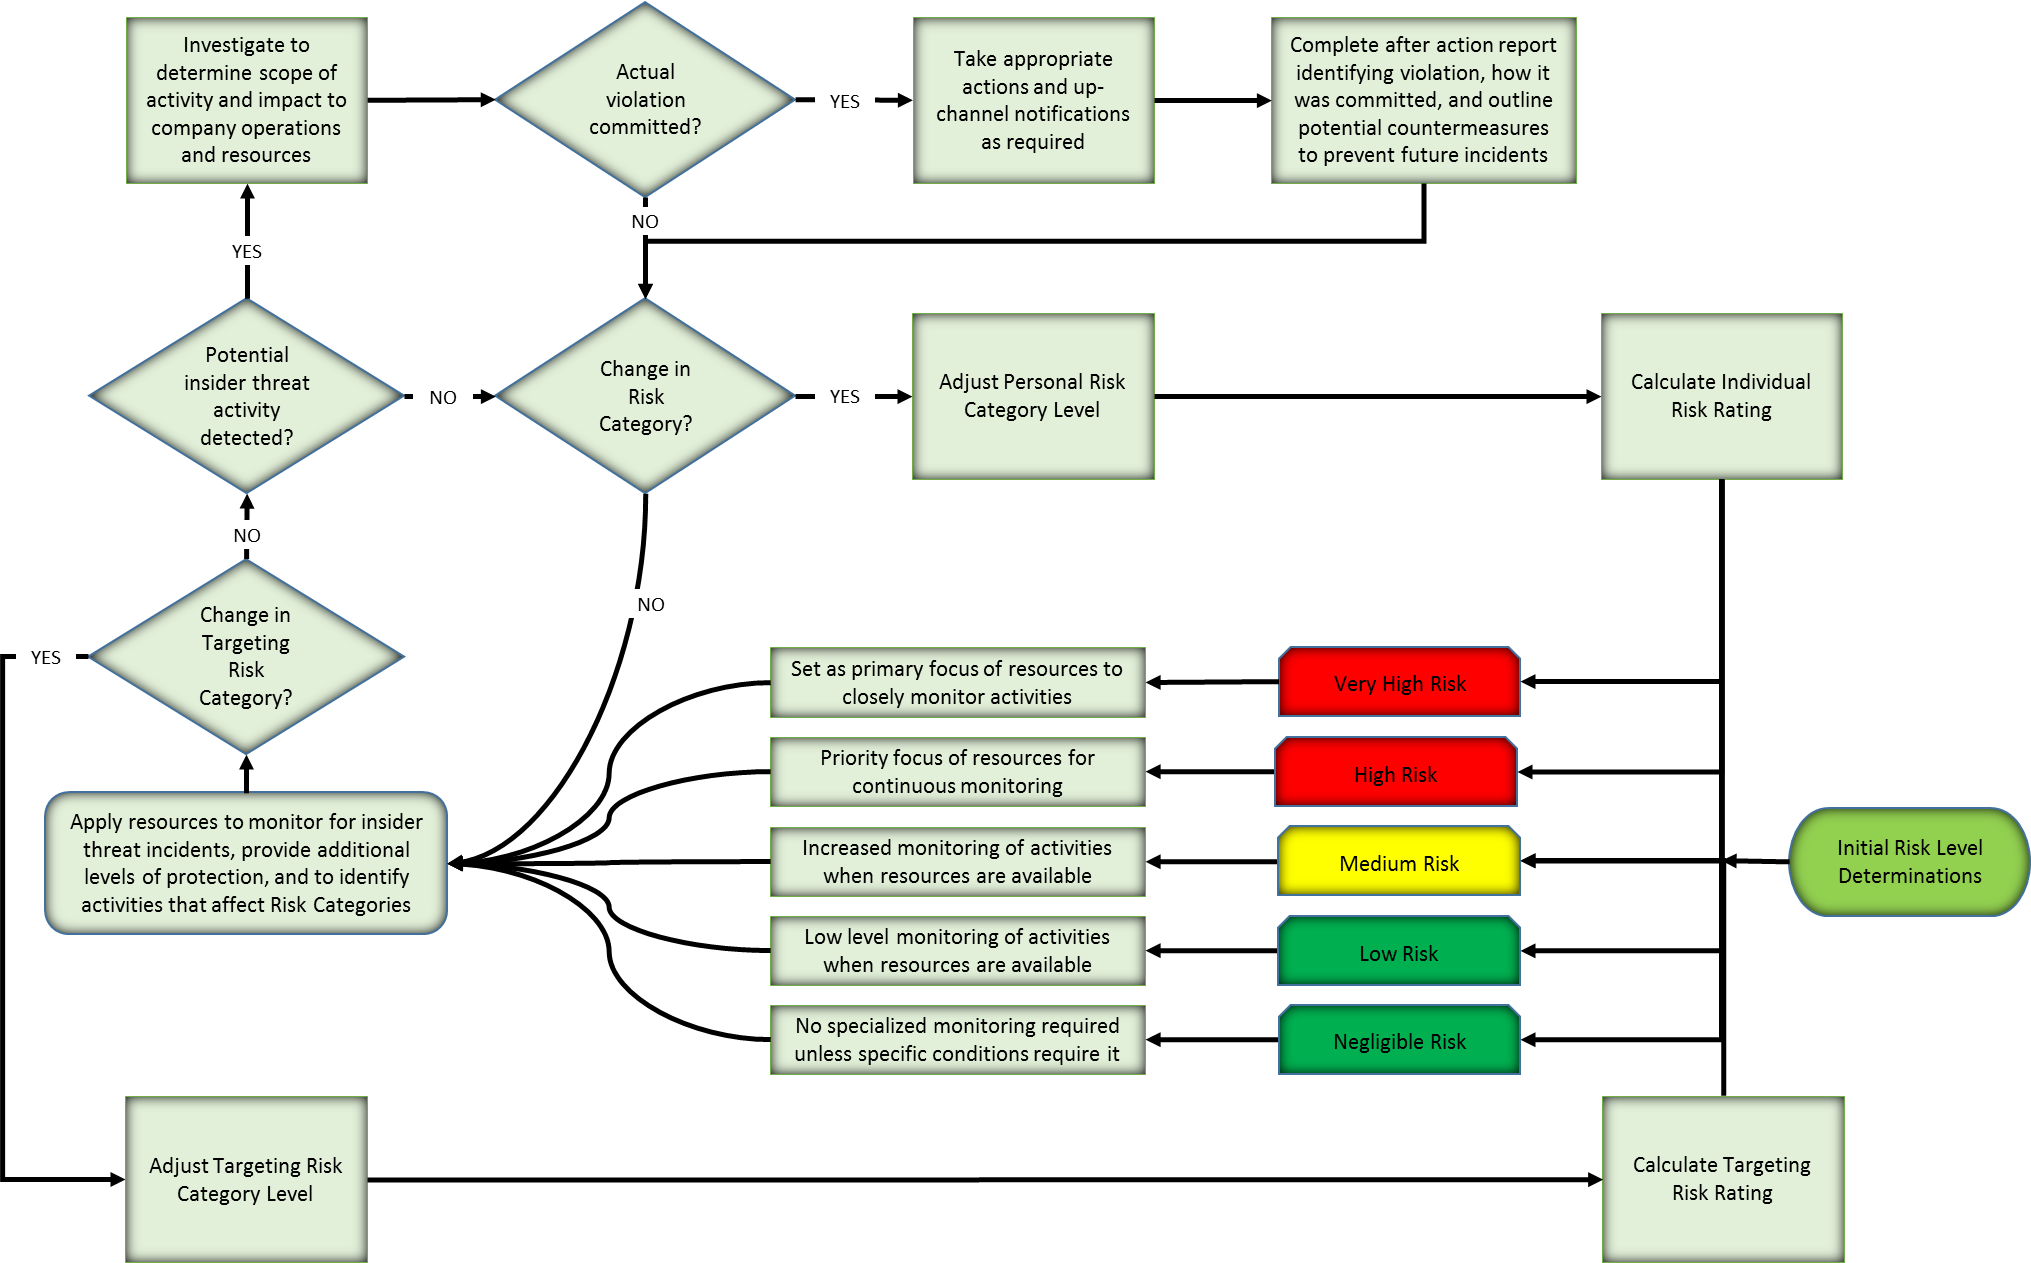 Investigate to
determine scope of
activity and impact to
company operations
and resources
Actual
violation
committed?
YES
Take appropriate
actions and up-
channel notifications
as required
Complete after action report
identifying violation, how it
was committed, and outline
potential countermeasures
to prevent future incidents
NO
YES
Potential
insider threat
activity
detected?
NO
Change in
Risk
Category?
YES
Adjust Personal Risk
Category Level
Calculate Individual
Risk Rating
NO
NO
Change in
Targeting
Risk
Category?
YES
Set as primary focus of resources to
closely monitor activities
Very High Risk
Priority focus of resources for
continuous monitoring
High Risk
Apply resources to monitor for insider
threat incidents, provide additional
levels of protection, and to identify
activities that affect Risk Categories
Increased monitoring of activities
when resources are available
Medium Risk
Initial Risk Level
Determinations
Low level monitoring of activities
when resources are available
Low Risk
No specialized monitoring required
unless specific conditions require it
Negligible Risk
Adjust Targeting Risk
Category Level
Calculate Targeting
Risk Rating